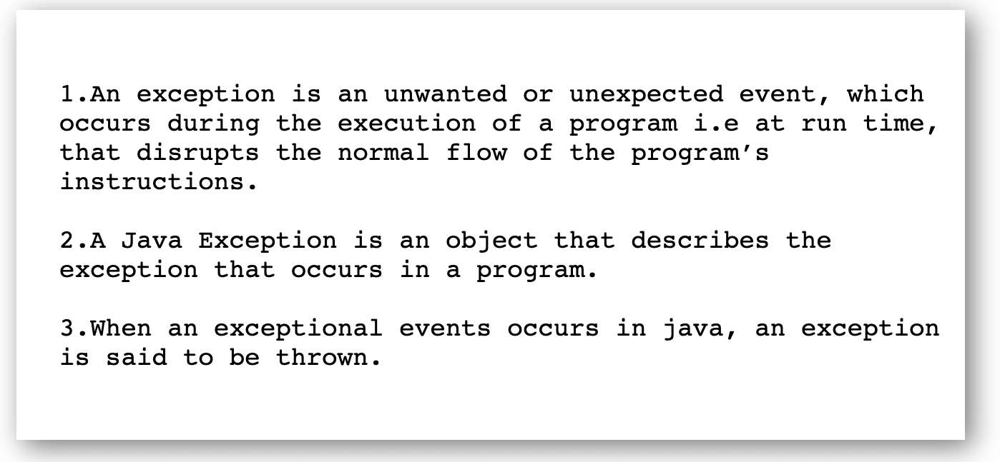 1.An exception is an unwanted or unexpected event, which
occurs during the execution of a program i.e at run time,
that disrupts the normal flow of the program’s
instructions.
2.A Java Exception is an object that describes the
exception that occurs in a program.
3.When an exceptional events occurs in java, an exception
is said to be thrown.